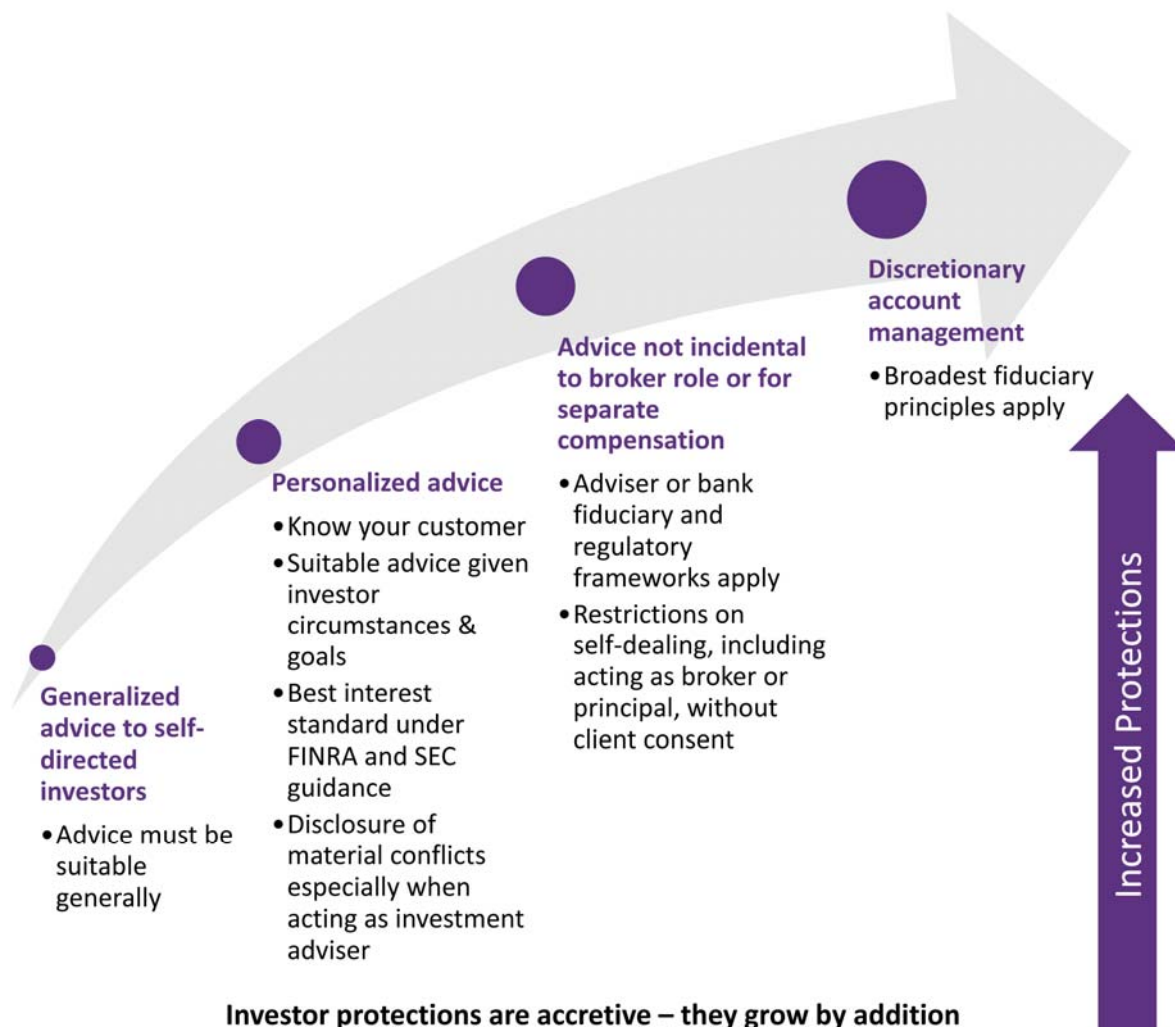 Generalized
advice to self-
directed
investors
•Advice must be
suitable
generally
Personalized advice
•Know your customer
•Suitable advice given
investor
circumstances &
goals
•Best interest
standard under
FINRA and SEC
guidance
•Disclosure of
material conflicts
especially when
acting as investment
adviser
Advice not incidental
to broker role or for
separate
compensation
•Adviser or bank
fiduciary and
regulatory
frameworks apply
•Restrictions on
self-dealing, including
acting as broker or
principal, without
client consent
Discretionary
account
management
•Broadest fiduciary
principles apply
Increased Protections
Investor protections are accretive – they grow by addition